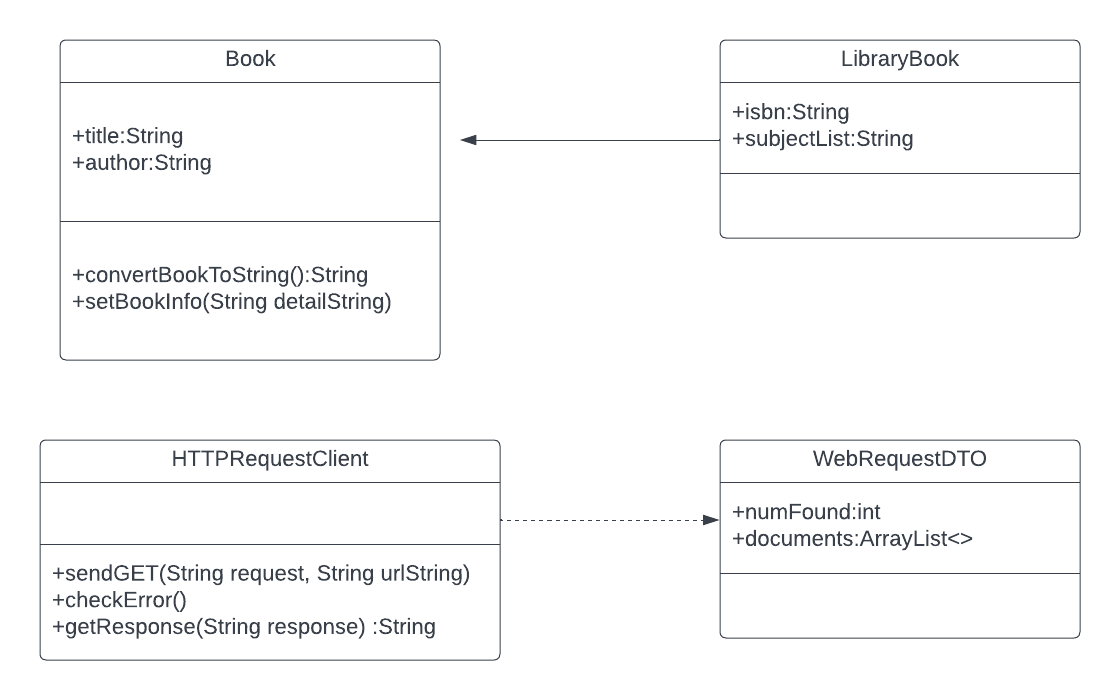 Book
+title:String
+author:String
+convertBookToString():String
+setBookInfo(String detailString)
LibraryBook
+isbn:String
+subjectList:String
HTTPRequestClient
+sendGET(String request, String urlString)
+checkError()
+getResponse(String response) :String
WebRequestDTO
+numFound:int
+documents:ArrayList<>